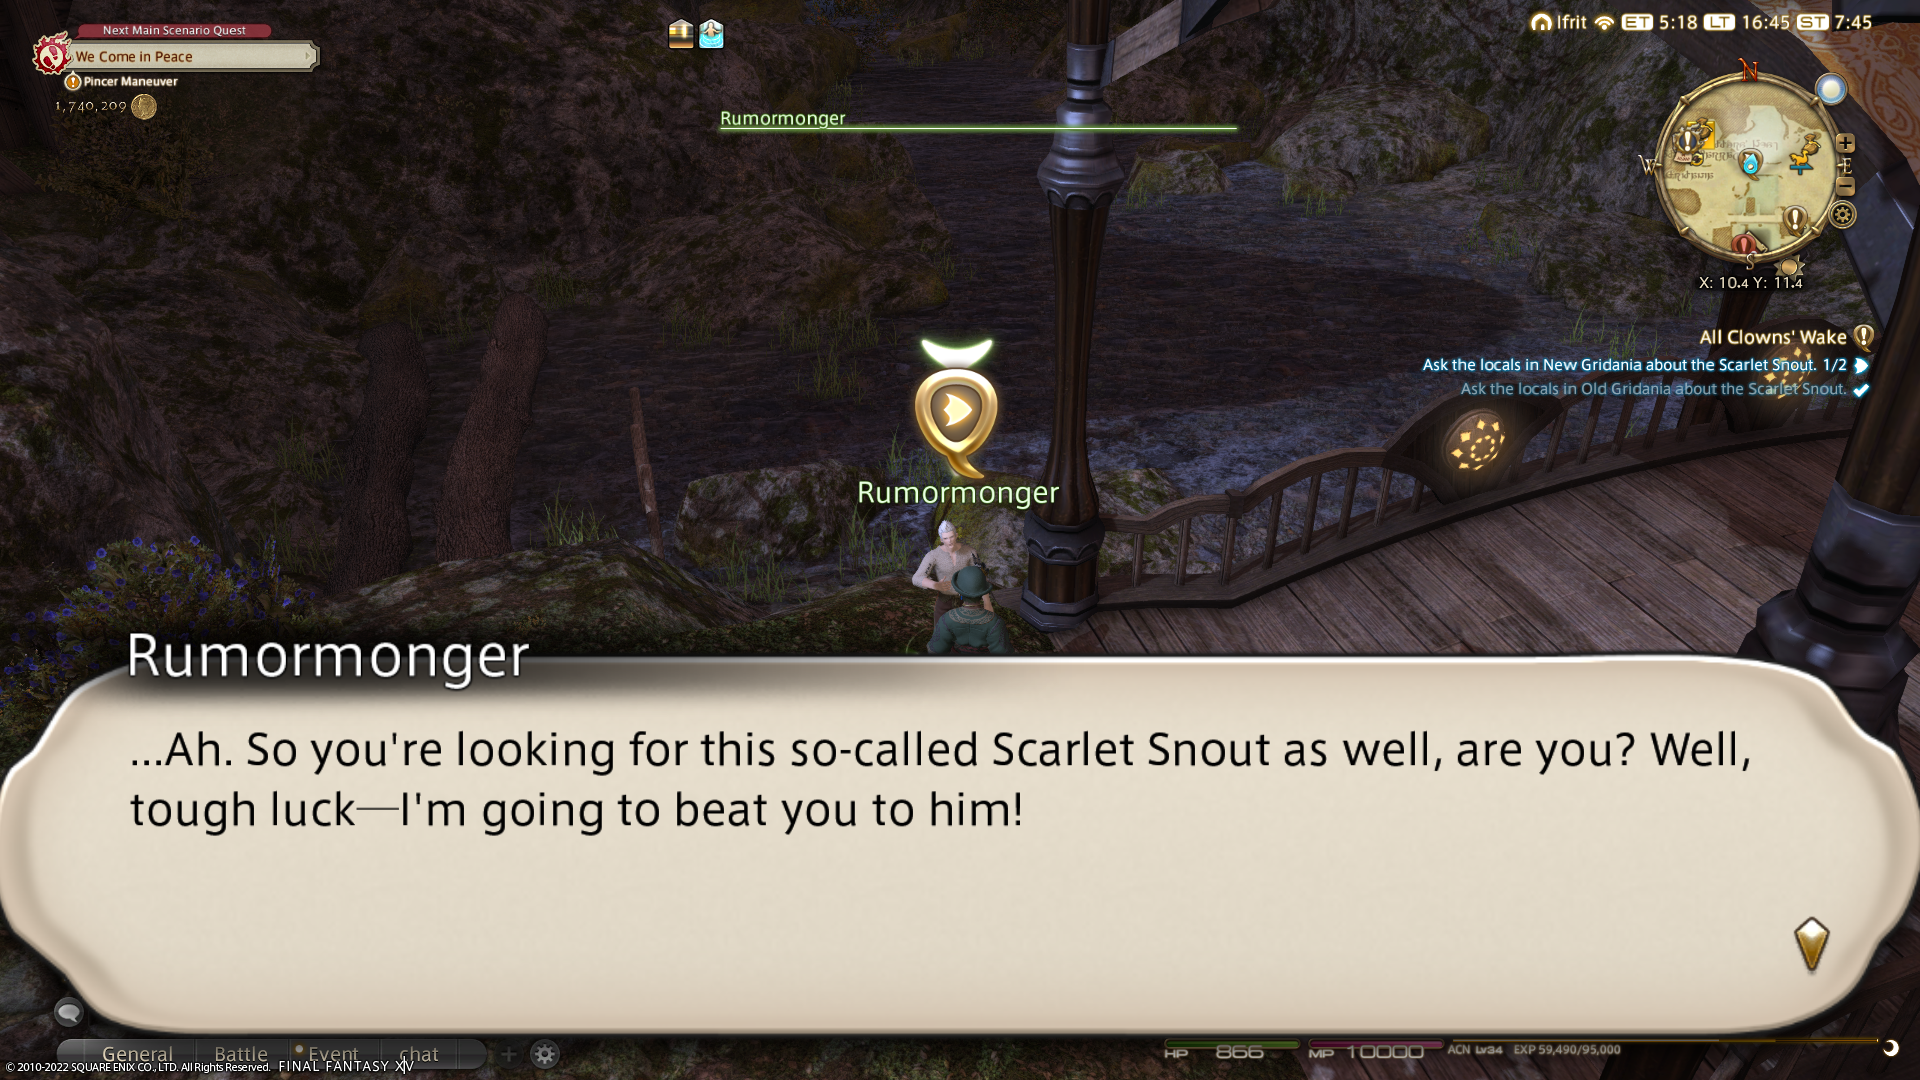 Next Main Scenario Quest
We Come in Peace
Pincer Maneuver
1,740,209
Ifrit ET 5:18 LT 16:45 ST 7:45
Rumormonger
N
W
E
S
X: 10.4 Y: 11.4
All Clowns' Wake
Ask the locals in New Gridania about the Scarlet Snout. 1/2
Ask the locals in Old Gridania about the Scarlet Snout.
Rumormonger
Rumormonger
...Ah. So you're looking for this so-called Scarlet Snout as well, are you? Well,
tough luck—I'm going to beat you to him!
General Battle Event chat
HP 866 MP 10000 ACN Lv34 EXP 59,490/95,000
© 2010-2022 SQUARE ENIX CO., LTD. All Rights Reserved. FINAL FANTASY XIV